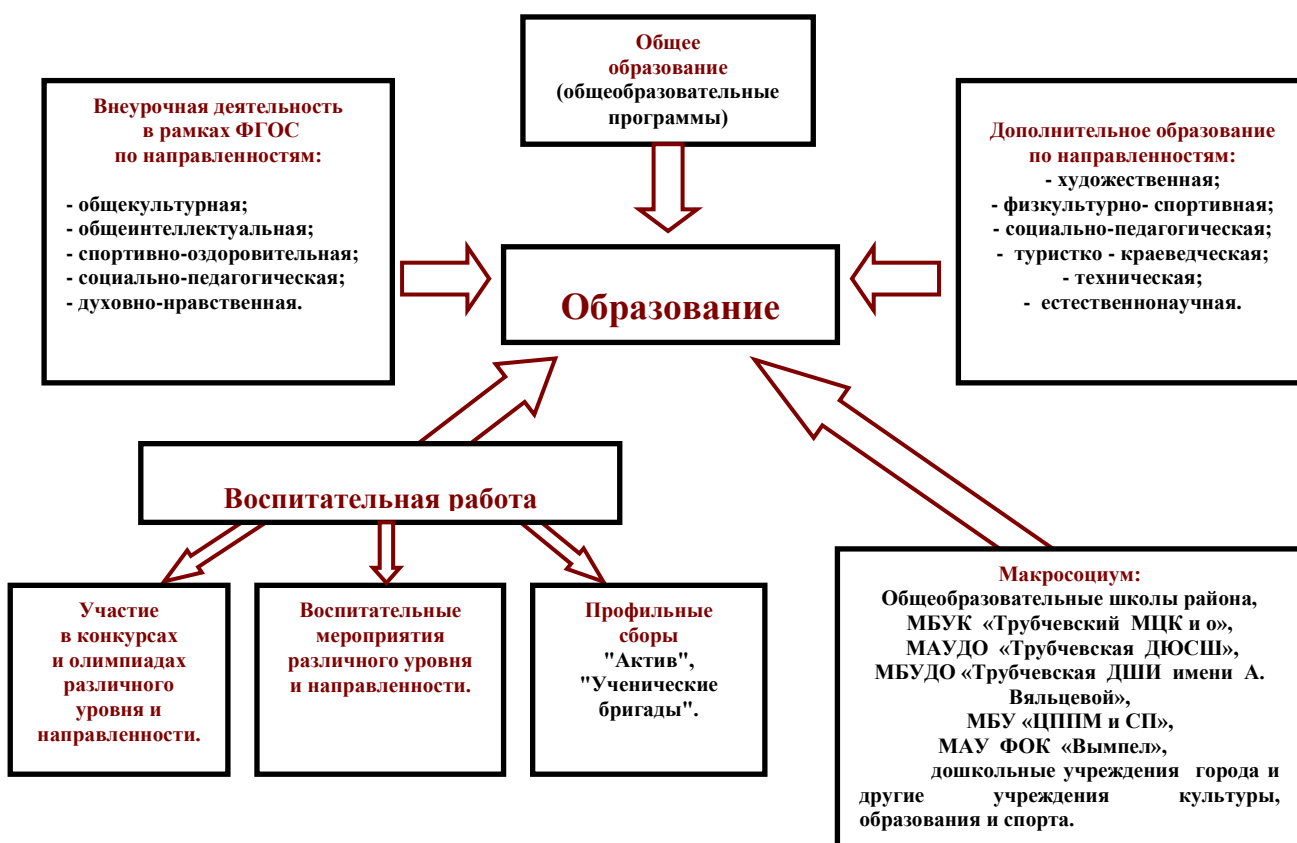 Общее
образование
(общеобразовательные
программы)
Внеурочная деятельность
в рамках ФГОС
по направленностям:
- общекультурная;
- общеинтеллектуальная;
- спортивно-оздоровительная;
- социально-педагогическая;
- духовно-нравственная.
Дополнительное образование
по направленностям:
- художественная;
- физкультурно- спортивная;
- социально-педагогическая;
- туристко - краеведческая;
- техническая;
- естественнонаучная.
Образование
Воспитательная работа
Участие
в конкурсах
и олимпиадах
различного
уровня и
направленности.
Воспитательные
мероприятия
различного уровня
и направленности.
Профильные
сборы
"Актив",
"Ученические
бригады".
Макросоциум:
Общеобразовательные школы района,
МБУК «Трубчевский МЦК и о»,
МАУДО «Трубчевская ДЮСШ»,
МБУДО «Трубчевская ДШИ имени А.
Вяльцевой»,
МБУ «ЦППМ и СП»,
МАУ ФОК «Вымпел»,
дошкольные учреждения города и
другие учреждения культуры,
образования и спорта.